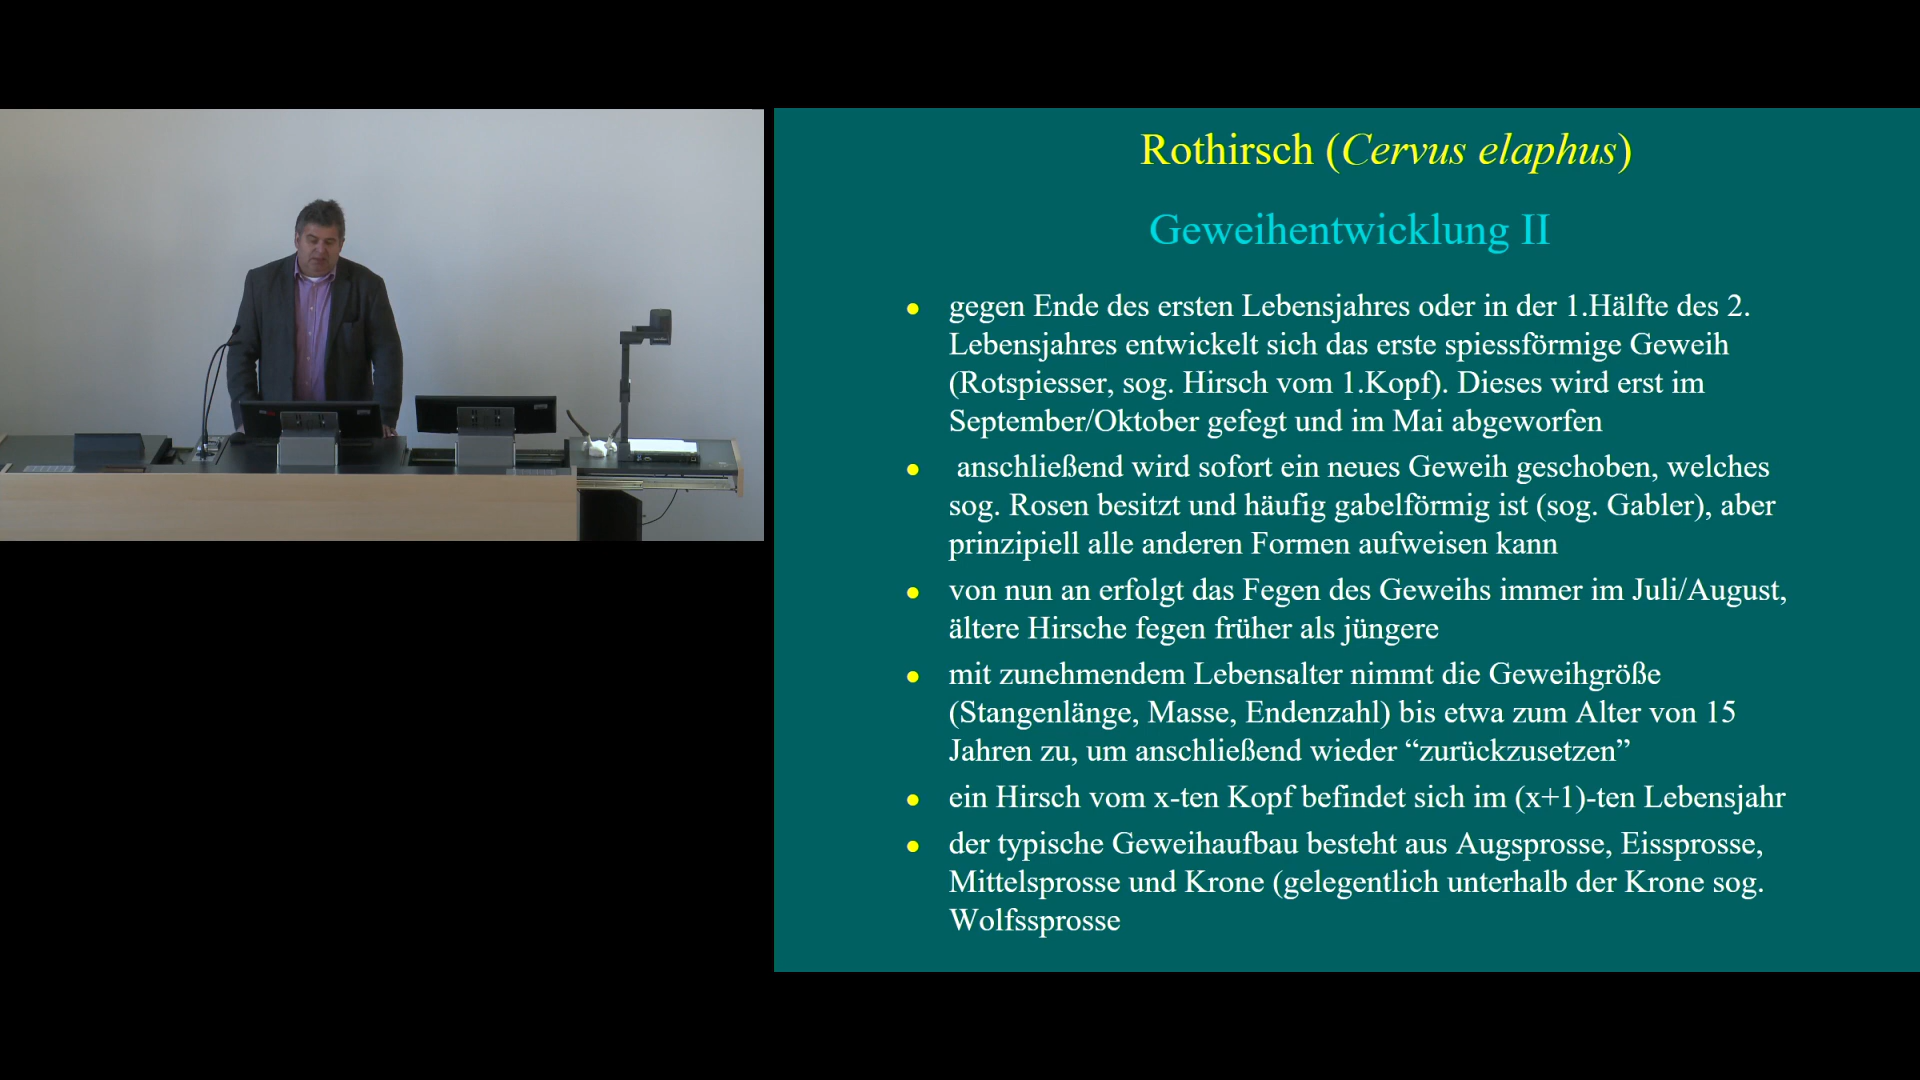 Rothirsch (Cervus elaphus)
Geweihentwicklung II
gegen Ende des ersten Lebensjahres oder in der 1.Hälfte des 2.
Lebensjahres entwickelt sich das erste spiessförmige Geweih
(Rotspiesser, sog. Hirsch vom 1.Kopf). Dieses wird erst im
September/Oktober gefegt und im Mai abgeworfen
anschließend wird sofort ein neues Geweih geschoben, welches
sog. Rosen besitzt und häufig gabelförmig ist (sog. Gabler), aber
prinzipiell alle anderen Formen aufweisen kann
von nun an erfolgt das Fegen des Geweihs immer im Juli/August,
ältere Hirsche fegen früher als jüngere
mit zunehmendem Lebensalter nimmt die Geweihgröße
(Stangenlänge, Masse, Endenzahl) bis etwa zum Alter von 15
Jahren zu, um anschließend wieder “zurückzusetzen”
ein Hirsch vom x-ten Kopf befindet sich im (x+1)-ten Lebensjahr
der typische Geweihaufbau besteht aus Augsprosse, Eissprosse,
Mittelsprosse und Krone (gelegentlich unterhalb der Krone sog.
Wolfssprosse